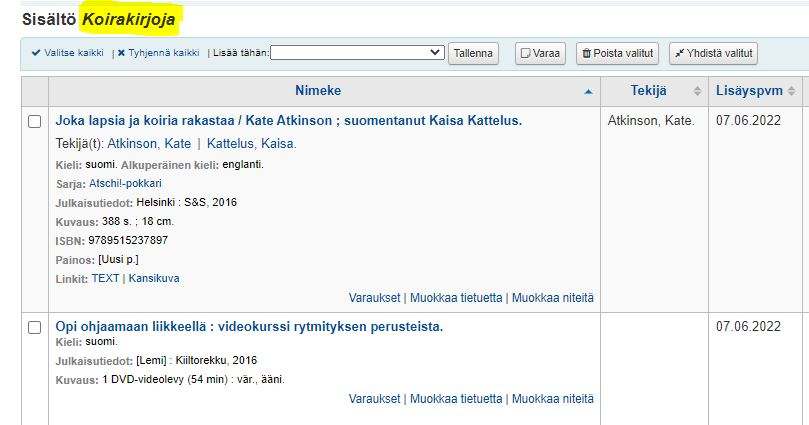 Sisältö Koirakirjoja
Valitse kaikki | Tyhjennä kaikki | Lisää tähän: Tallenna Varaa Poista valitut Yhdistä valitut
Nimeke Tekijä Lisäyspvm
Joka lapsia ja koiria rakastaa / Kate Atkinson ; suomentanut Kaisa Kattelus. Atkinson, Kate. 07.06.2022
Tekijä(t): Atkinson, Kate | Kattelus, Kaisa.
Kieli: suomi. Alkuperäinen kieli: englanti.
Sarja: Atschi!-pokkari
Julkaisutiedot: Helsinki : S&S, 2016
Kuvaus: 388 s. ; 18 cm.
ISBN: 9789515237897
Painos: [Uusi p.]
Linkit: TEXT | Kansikuva
Varaukset | Muokkaa tietuetta | Muokkaa niteitä
Opi ohjaamaan liikkeellä : videokurssi rytmityksen perusteista. 07.06.2022
Kieli: suomi.
Julkaisutiedot: [Lemi] : Kiiltorekku, 2016
Kuvaus: 1 DVD-videolevy (54 min) : vär., ääni.
Varaukset | Muokkaa tietuetta | Muokkaa niteitä